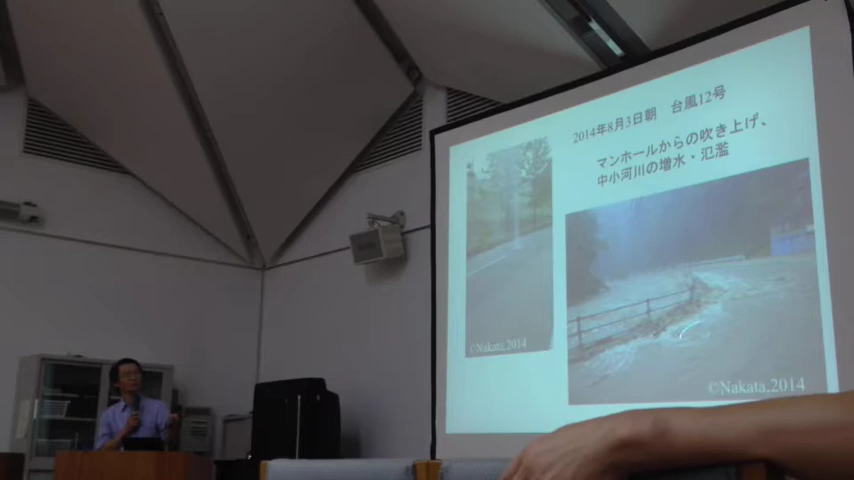 2014年8月3日朝　台風12号
マンホールからの吹き上げ、
中小河川の増水・氾濫
©Nakata,2014
©Nakata,2014